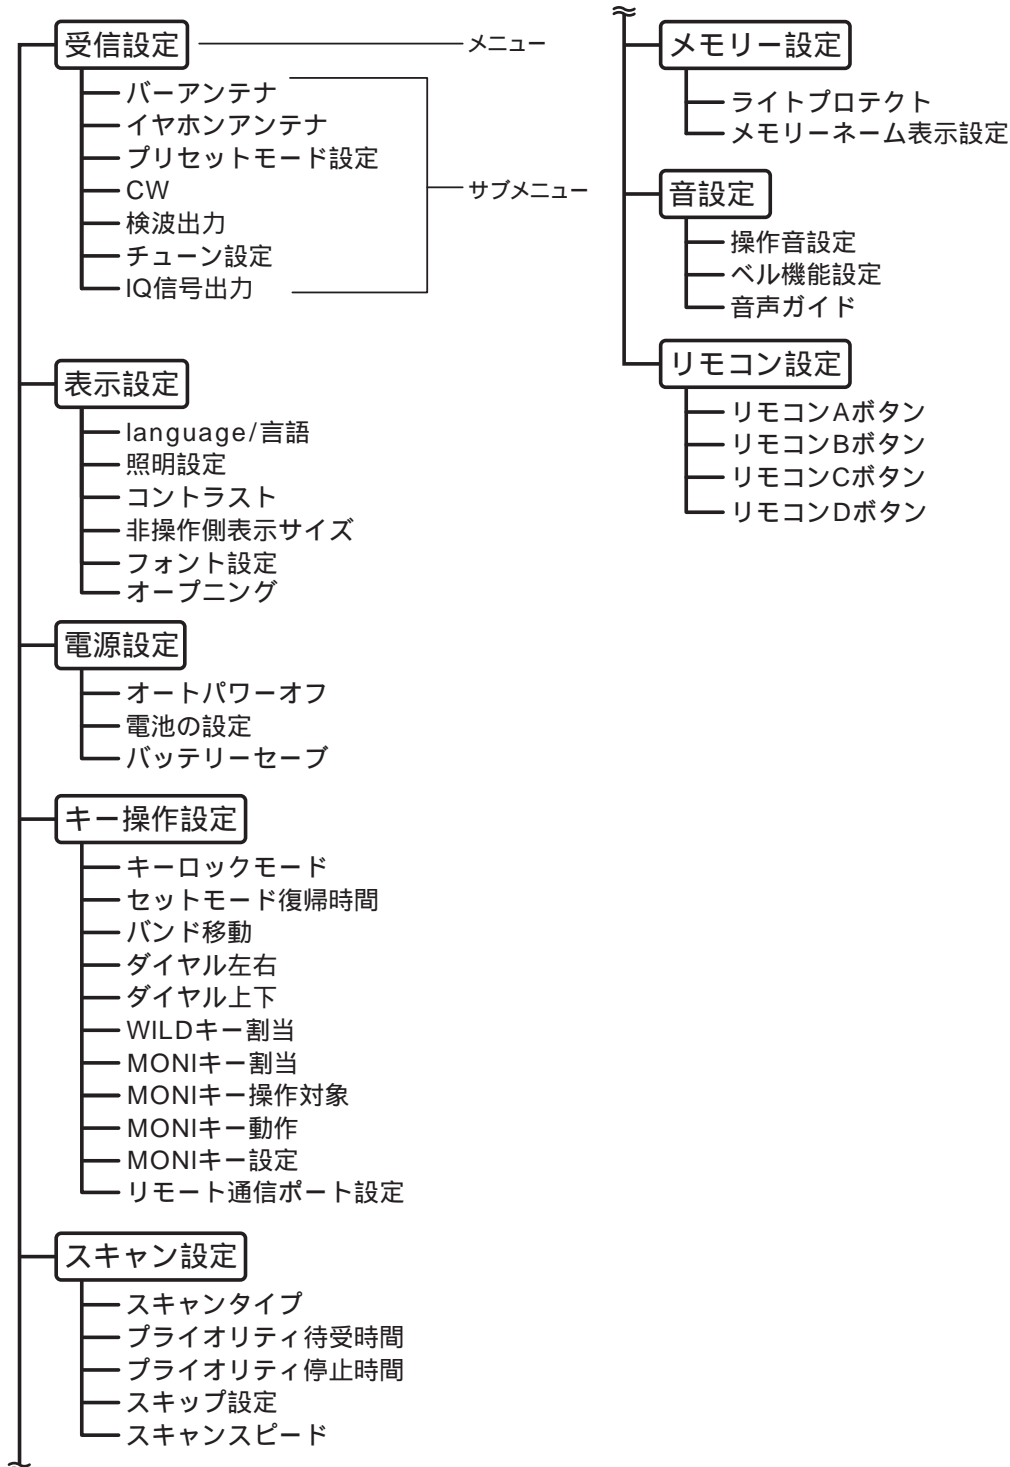 受信設定
メニュー
バーアンテナ
イヤホンアンテナ
プリセットモード設定
CW
検波出力
チューン設定
IQ信号出力
サブメニュー
表示設定
language/言語
照明設定
コントラスト
非操作側表示サイズ
フォント設定
オープニング
電源設定
オートパワーオフ
電池の設定
バッテリーセーブ
キー操作設定
キーロックモード
セットモード復帰時間
バンド移動
ダイヤル左右
ダイヤル上下
WILDキー割当
MONIキー割当
MONIキー操作対象
MONIキー動作
MONIキー設定
リモート通信ポート設定
スキャン設定
スキャンタイプ
プライオリティ待受時間
プライオリティ停止時間
スキップ設定
スキャンスピード
メモリー設定
ライトプロテクト
メモリーネーム表示設定
音設定
操作音設定
ベル機能設定
音声ガイド
リモコン設定
リモコンAボタン
リモコンBボタン
リモコンCボタン
リモコンDボタン